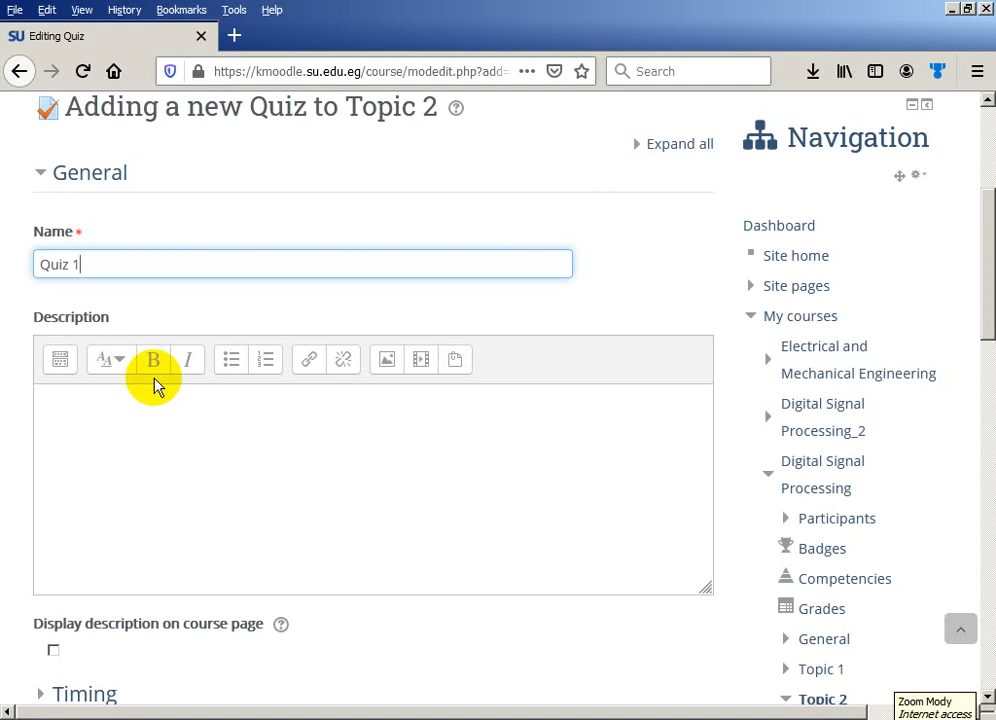 File Edit View History Bookmarks Tools Help
SU Editing Quiz
https://kmoodle.su.edu.eg/course/modedit.php?add=
Search
Adding a new Quiz to Topic 2
Expand all
General
Name
Quiz 1
Description
B I
Display description on course page
Timing
Navigation
Dashboard
Site home
Site pages
My courses
Electrical and
Mechanical Engineering
Digital Signal
Processing_2
Digital Signal
Processing
Participants
Badges
Competencies
Grades
General
Topic 1
Topic 2
Zoom Mody
Internet access